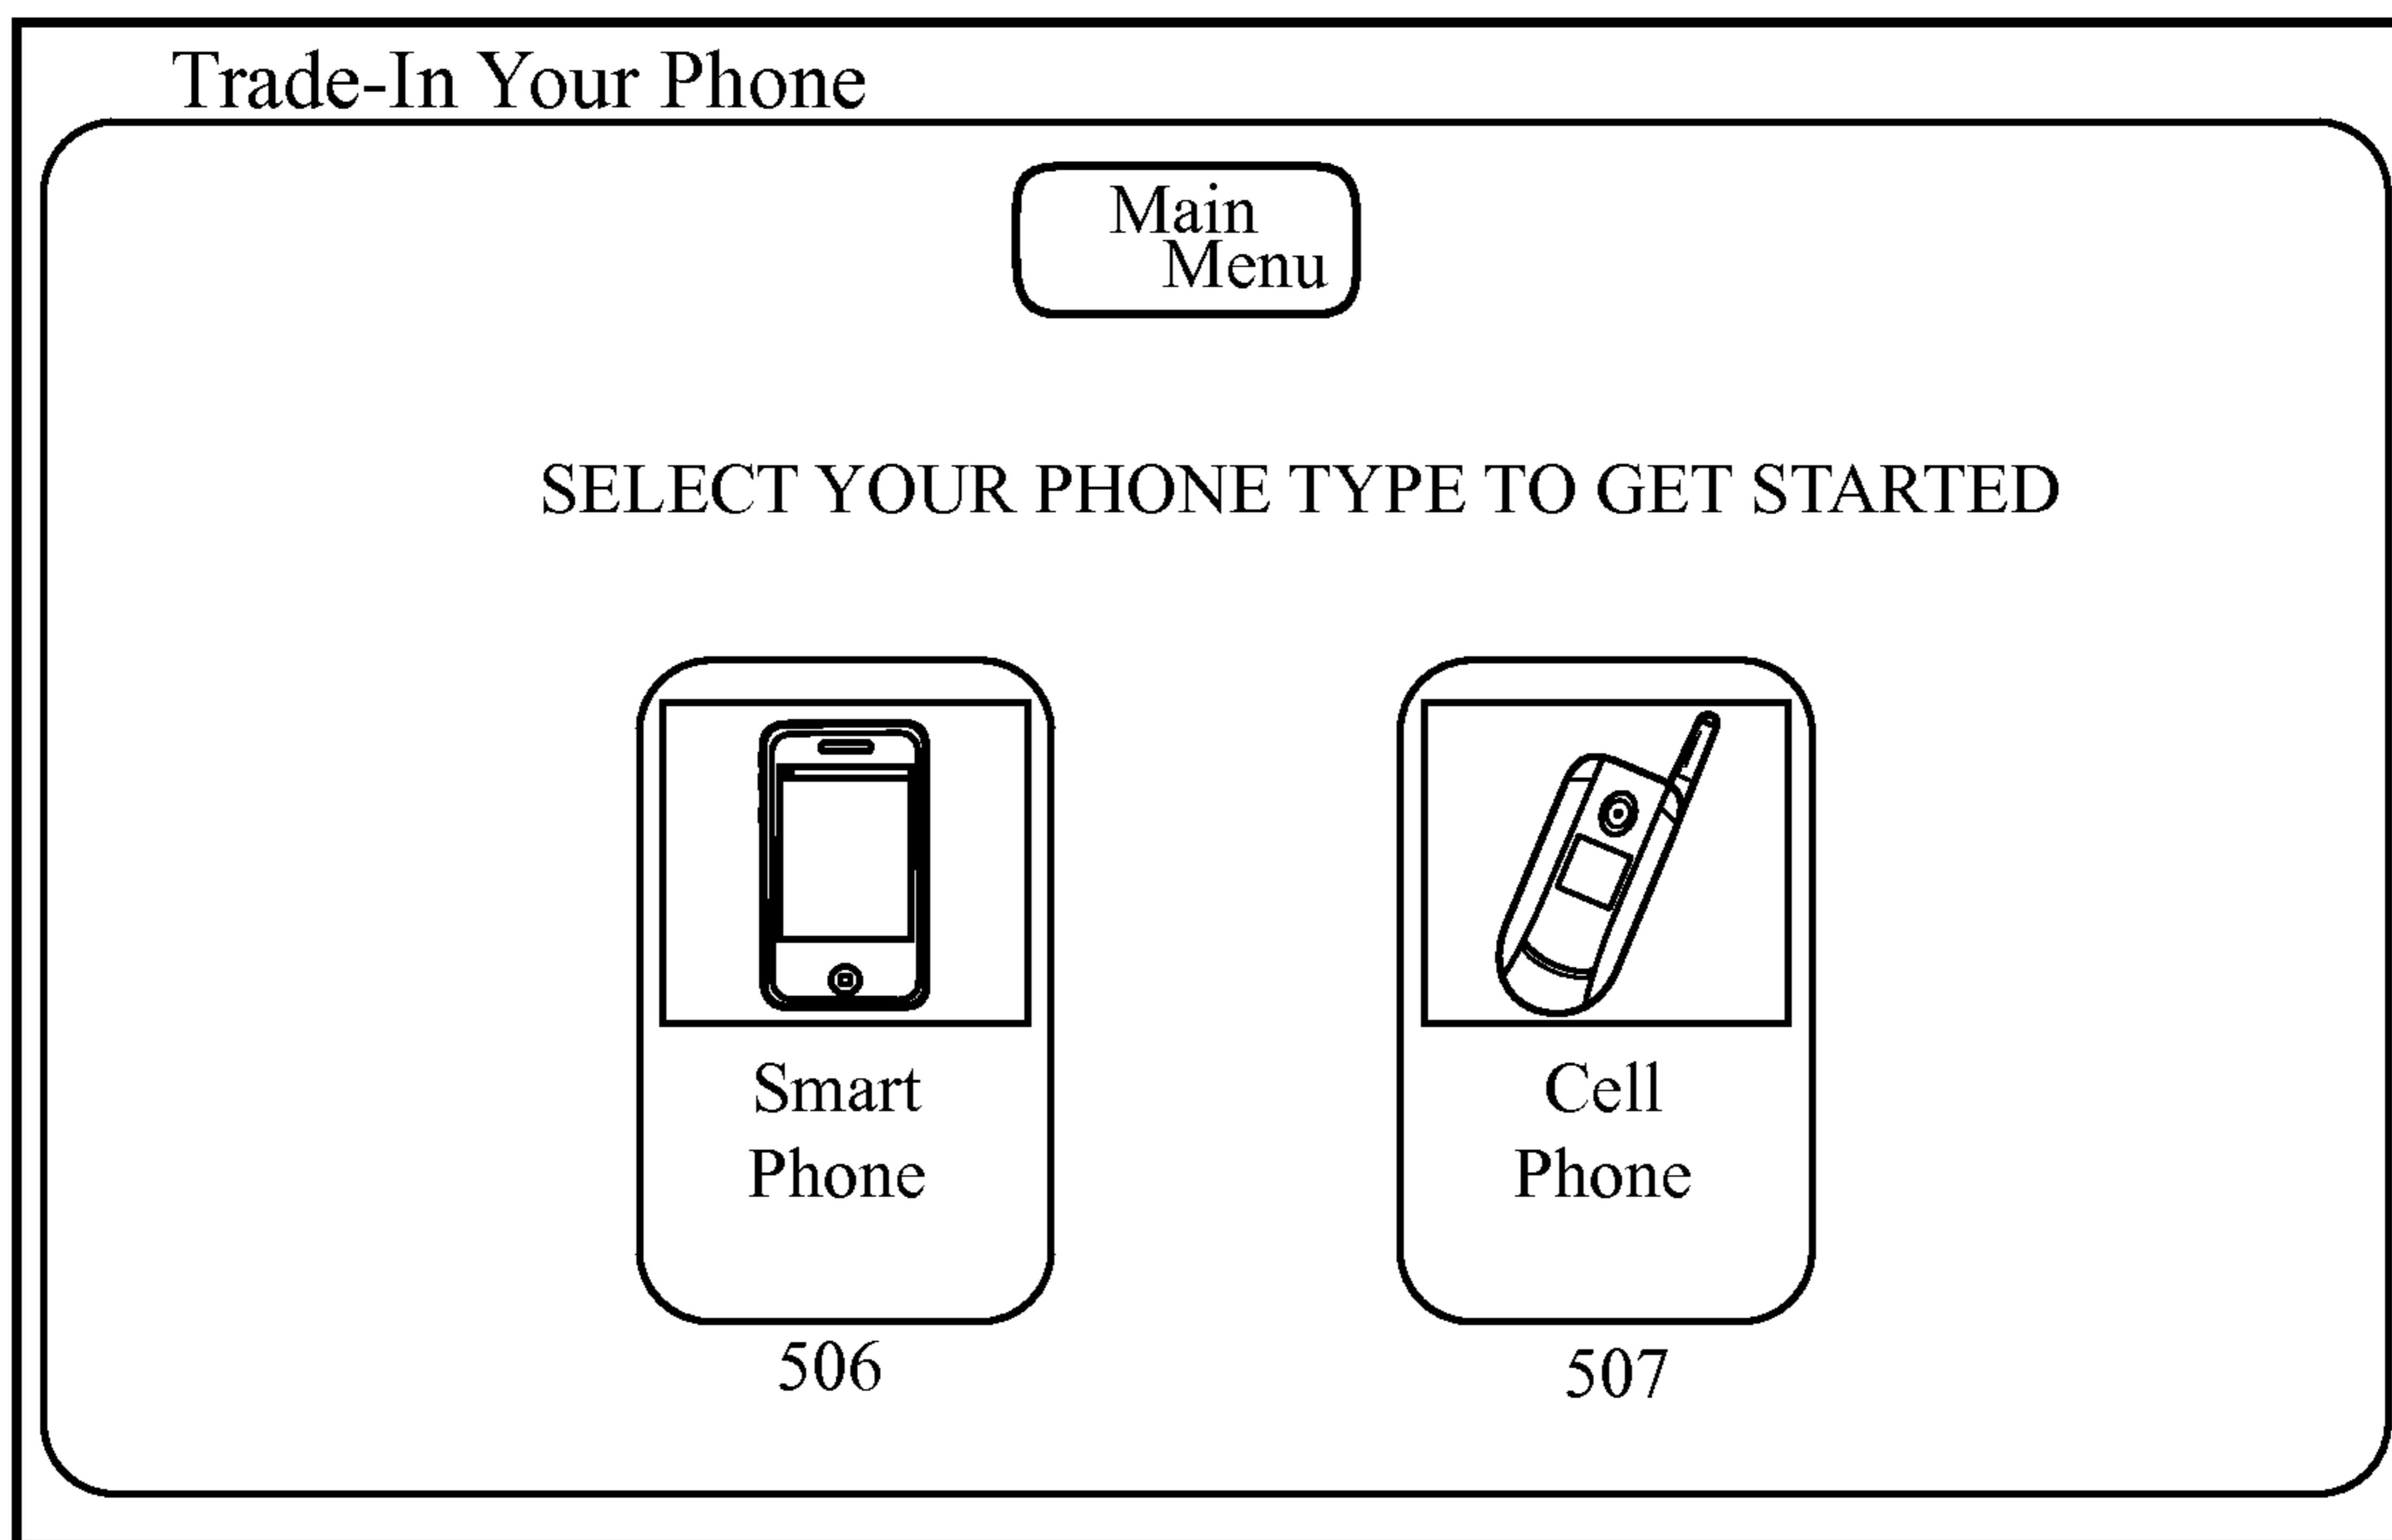 Trade-In Your Phone
Main
Menu
SELECT YOUR PHONE TYPE TO GET STARTED
Smart
Phone
Cell
Phone
506
507